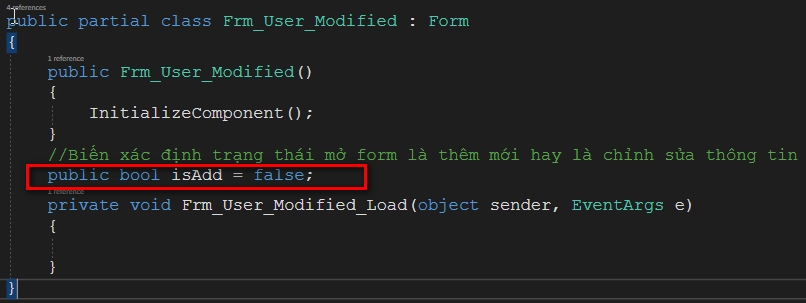 4 references
public partial class Frm_User_Modified : Form
{
1 reference
public Frm_User_Modified()
{
InitializeComponent();
}
//Biến xác định trạng thái mở form là thêm mới hay là chỉnh sửa thông tin
public bool isAdd = false;
1 reference
private void Frm_User_Modified_Load(object sender, EventArgs e)
{
}
}